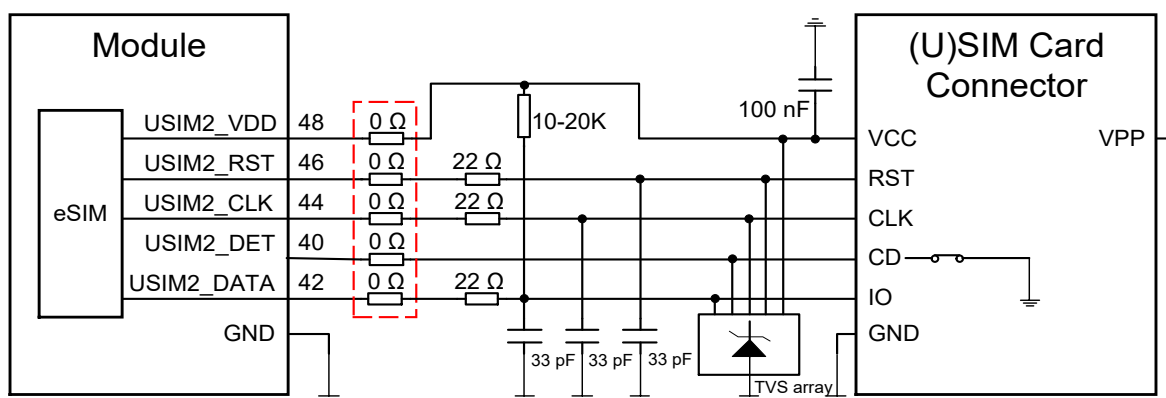 Module
(U)SIM Card
Connector
100 nF
10-20K
eSIM
USIM2_VDD 48 0 Ω
VCC VPP
USIM2_RST 46 0 Ω 22 Ω
RST
USIM2_CLK 44 0 Ω 22 Ω
CLK
USIM2_DET 40 0 Ω
CD
USIM2_DATA 42 0 Ω 22 Ω
IO
GND
GND
33 pF 33 pF 33 pF
TVS array